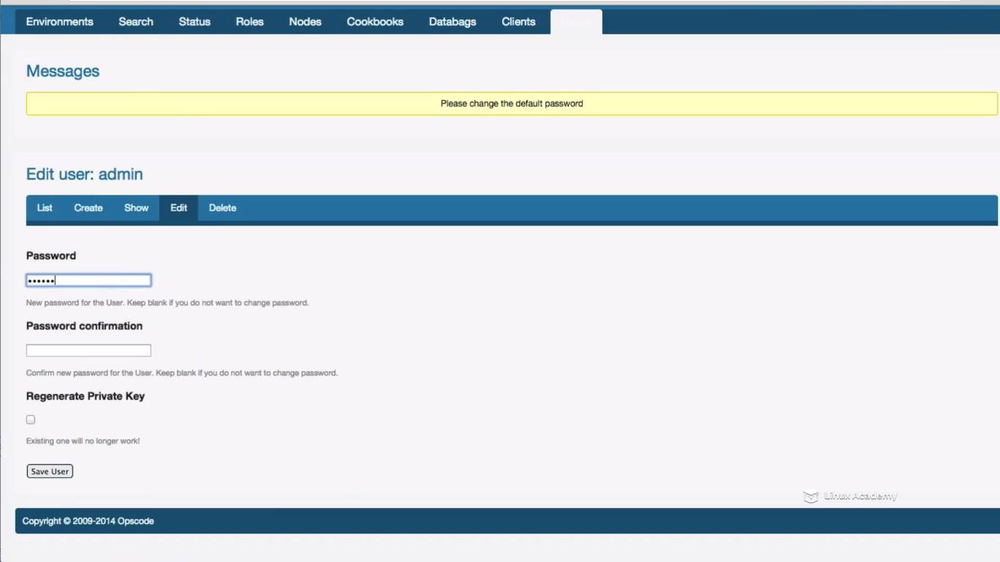 Environments Search Status Roles Nodes Cookbooks Databags Clients
Messages
Please change the default password
Edit user: admin
List Create Show Edit Delete
Password
••••••
New password for the User. Keep blank if you do not want to change password.
Password confirmation
Confirm new password for the User. Keep blank if you do not want to change password.
Regenerate Private Key
Existing one will no longer work!
Save User
Linux Academy
Copyright © 2009-2014 Opscode